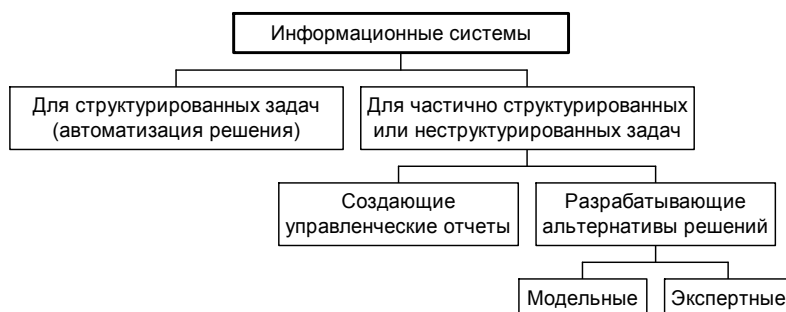 Информационные системы
Для структурированных задач
(автоматизация решения)
Для частично структурированных
или неструктурированных задач
Создающие
управленческие отчеты
Разрабатывающие
альтернативы решений
Модельные
Экспертные